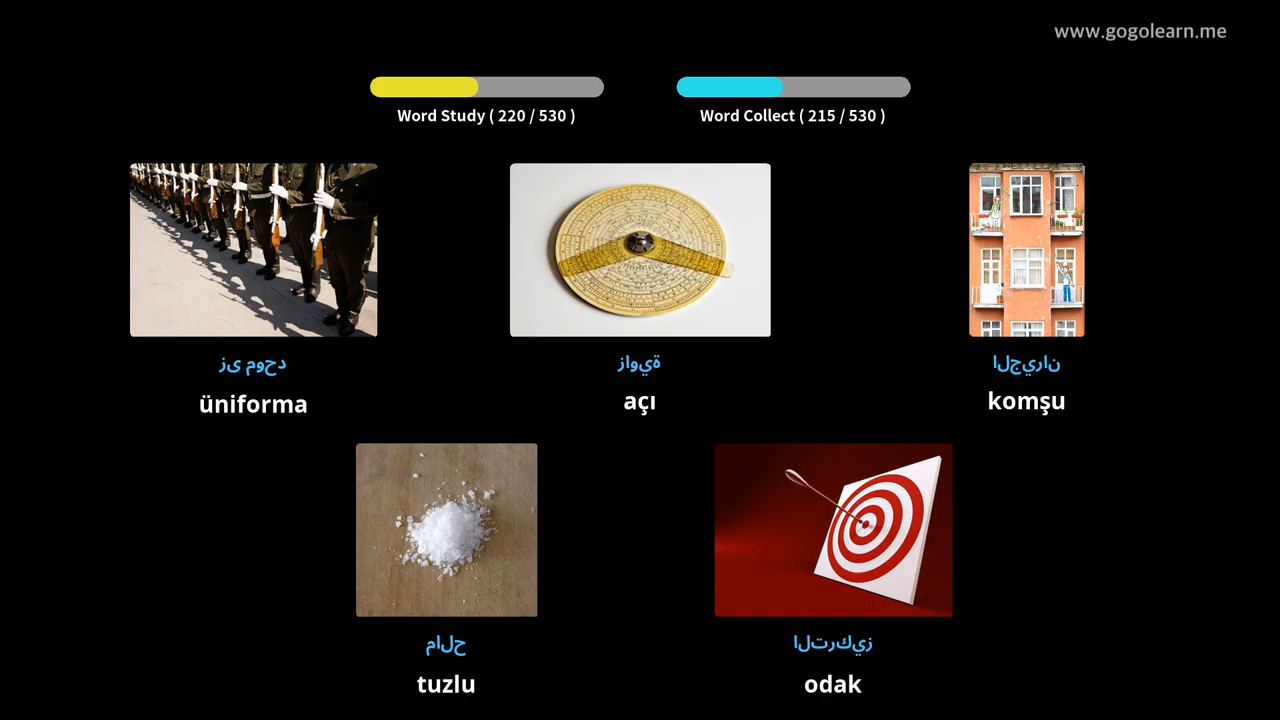 www.gogolearn.me
Word Study ( 220 / 530 )
Word Collect ( 215 / 530 )
زى موحد
زاوية
الجيران
üniforma
açı
komşu
مالح
التركيز
tuzlu
odak